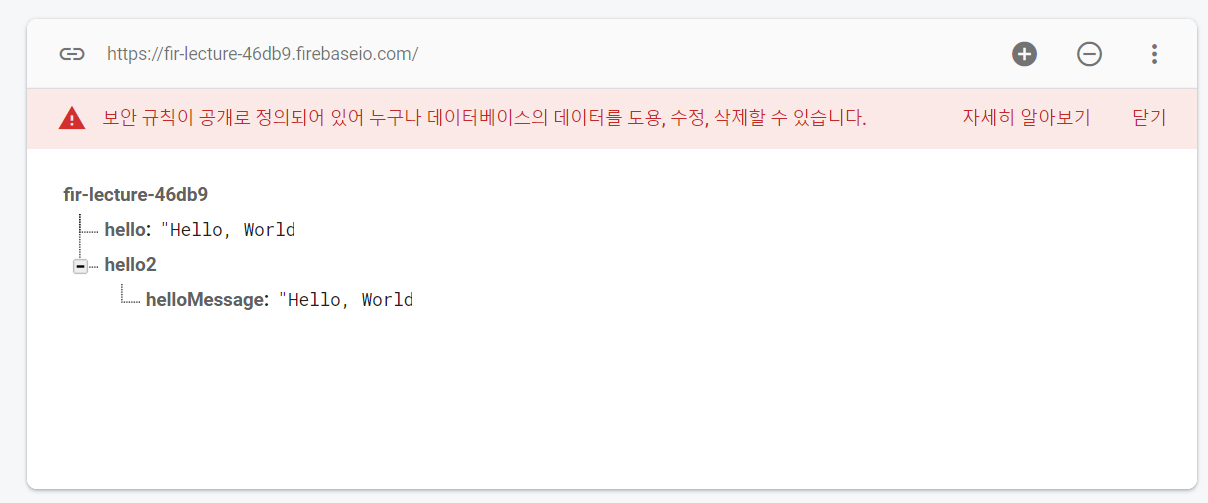 https://fir-lecture-46db9.firebaseio.com/
보안 규칙이 공개로 정의되어 있어 누구나 데이터베이스의 데이터를 도용, 수정, 삭제할 수 있습니다. 자세히 알아보기 닫기
fir-lecture-46db9
hello: "Hello, World
hello2
helloMessage: "Hello, World